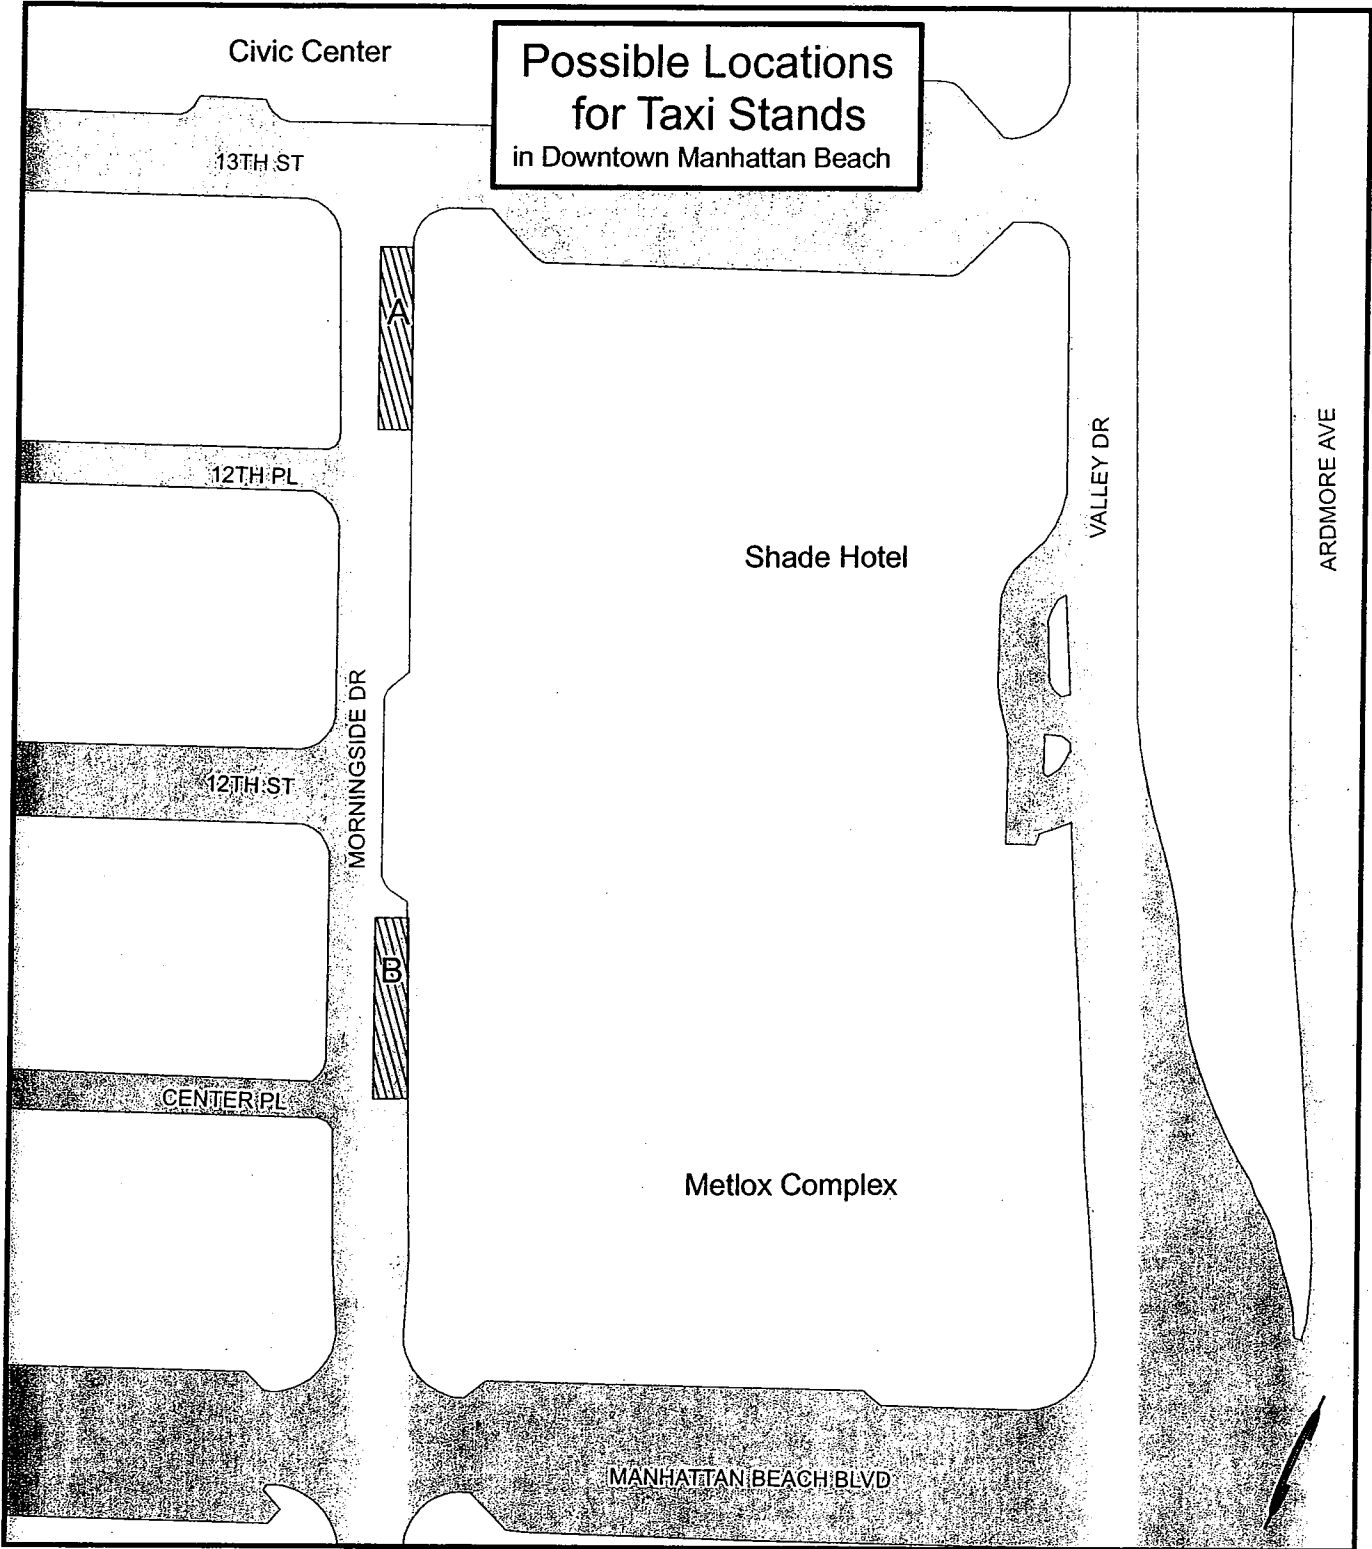 Civic Center
Possible Locations
for Taxi Stands
in Downtown Manhattan Beach
13TH ST
A
12TH PL
VALLEY DR
ARDMORE AVE
Shade Hotel
MORNINGSIDE DR
12TH ST
B
CENTER PL
Metlox Complex
MANHATTAN BEACH BLVD